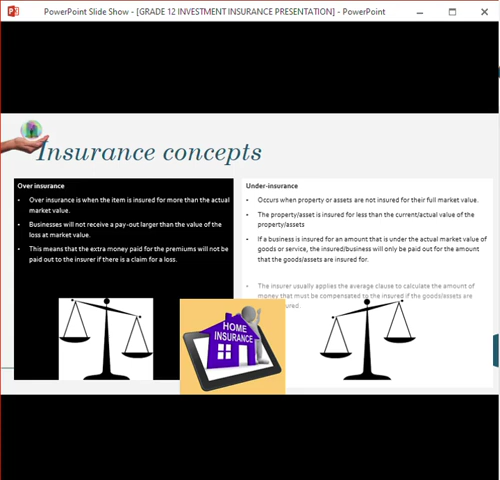 PowerPoint Slide Show - [GRADE 12 INVESTMENT INSURANCE PRESENTATION] - PowerPoint
Insurance concepts
Over insurance
• Over insurance is when the item is insured for more than the actual
market value.
• Businesses will not receive a pay-out larger than the value of the
loss at market value.
• This means that the extra money paid for the premiums will not be
paid out to the insurer if there is a claim for a loss.
Under-insurance
• Occurs when property or assets are not insured for their full market value.
• The property/asset is insured for less than the current/actual value of the
property/assets
• If a business is insured for an amount that is under the actual market value of
goods or service, the insured/business will only be paid out for the amount
that the goods/assets are insured for.
• The insurer usually applies the average clause to calculate the amount of
money that must be compensated to the insured if the goods/assets are
HOME
INSURANCE